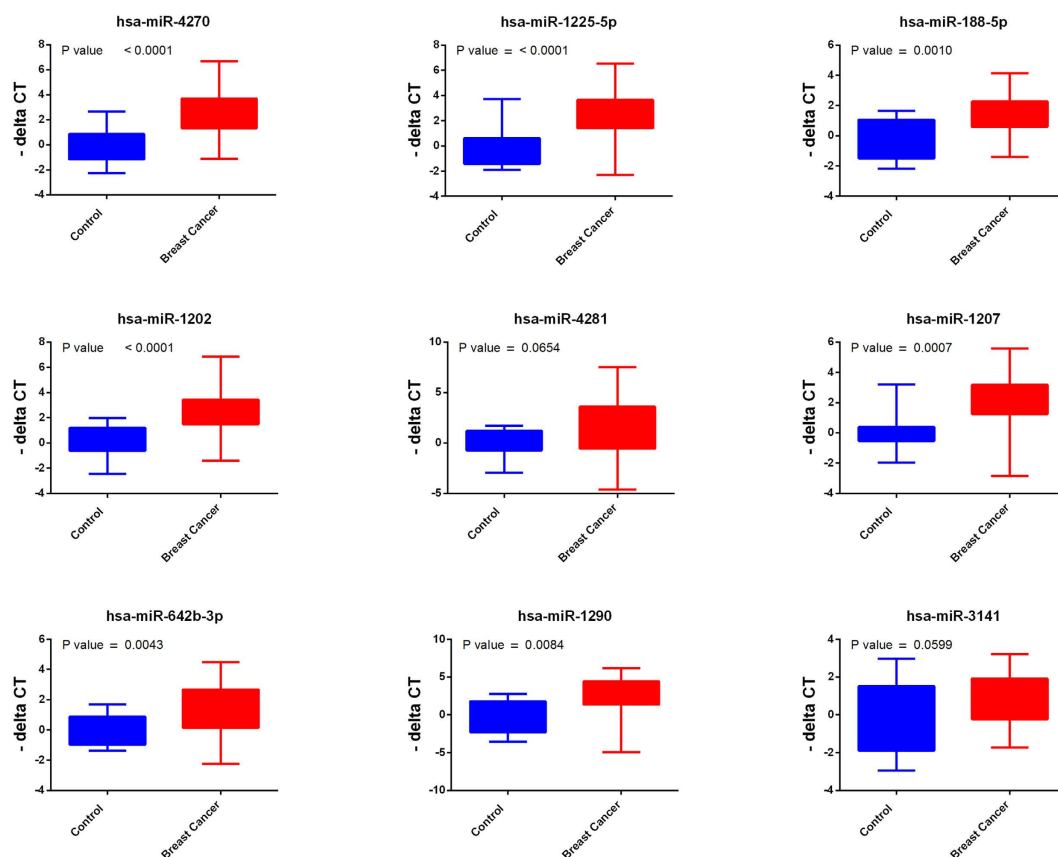 hsa-miR-4270
P value < 0.0001
- delta CT
8
6
4
2
0
-2
-4
Control
Breast Cancer
hsa-miR-1225-5p
P value = < 0.0001
- delta CT
8
6
4
2
0
-2
-4
Control
Breast Cancer
hsa-miR-188-5p
P value = 0.0010
- delta CT
6
4
2
0
-2
-4
Control
Breast Cancer
hsa-miR-1202
P value < 0.0001
- delta CT
8
6
4
2
0
-2
-4
Control
Breast Cancer
hsa-miR-4281
P value = 0.0654
- delta CT
10
5
0
-5
Control
Breast Cancer
hsa-miR-1207
P value = 0.0007
- delta CT
6
4
2
0
-2
-4
Control
Breast Cancer
hsa-miR-642b-3p
P value = 0.0043
- delta CT
6
4
2
0
-2
-4
Control
Breast Cancer
hsa-miR-1290
P value = 0.0084
- delta CT
10
5
0
-5
-10
Control
Breast Cancer
hsa-miR-3141
P value = 0.0599
- delta CT
4
2
0
-2
-4
Control
Breast Cancer